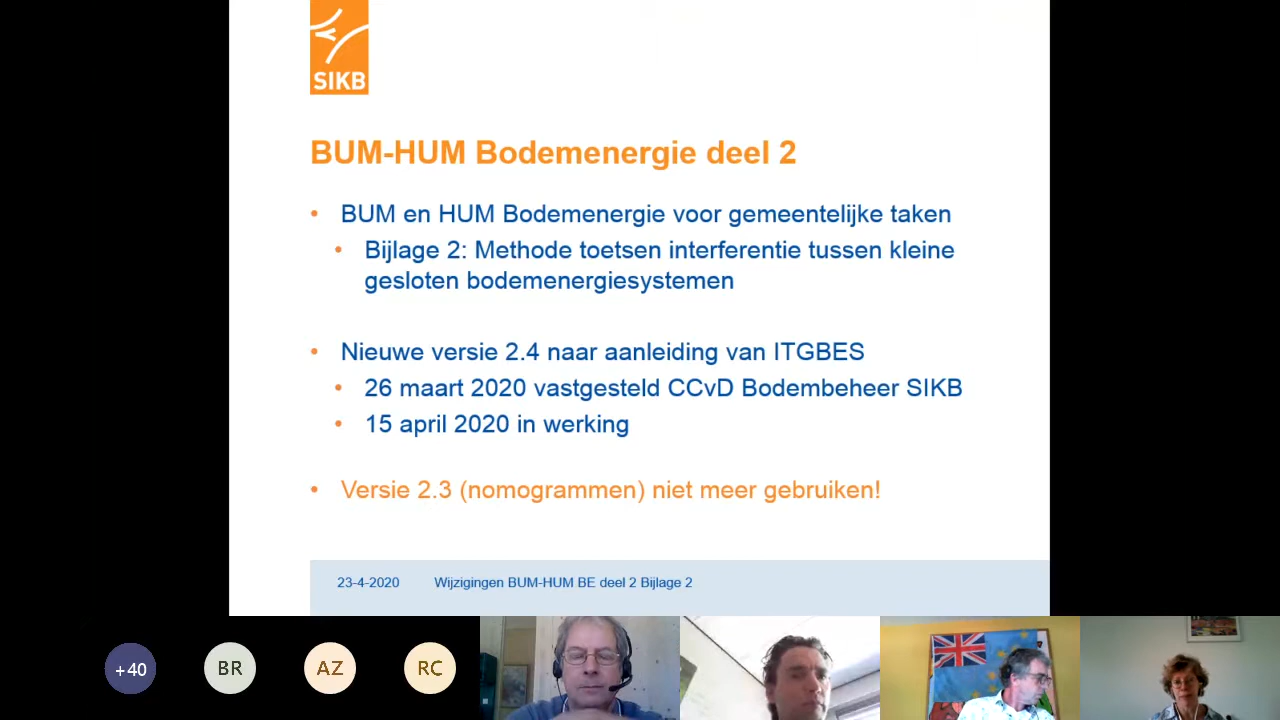 SIKB
BUM-HUM Bodemenergie deel 2
• BUM en HUM Bodemenergie voor gemeentelijke taken
• Bijlage 2: Methode toetsen interferentie tussen kleine
gesloten bodemenergiesystemen
• Nieuwe versie 2.4 naar aanleiding van ITGBES
• 26 maart 2020 vastgesteld CCvD Bodembeheer SIKB
• 15 april 2020 in werking
• Versie 2.3 (nomogrammen) niet meer gebruiken!
23-4-2020 Wijzigingen BUM-HUM BE deel 2 Bijlage 2
+40 BR AZ RC